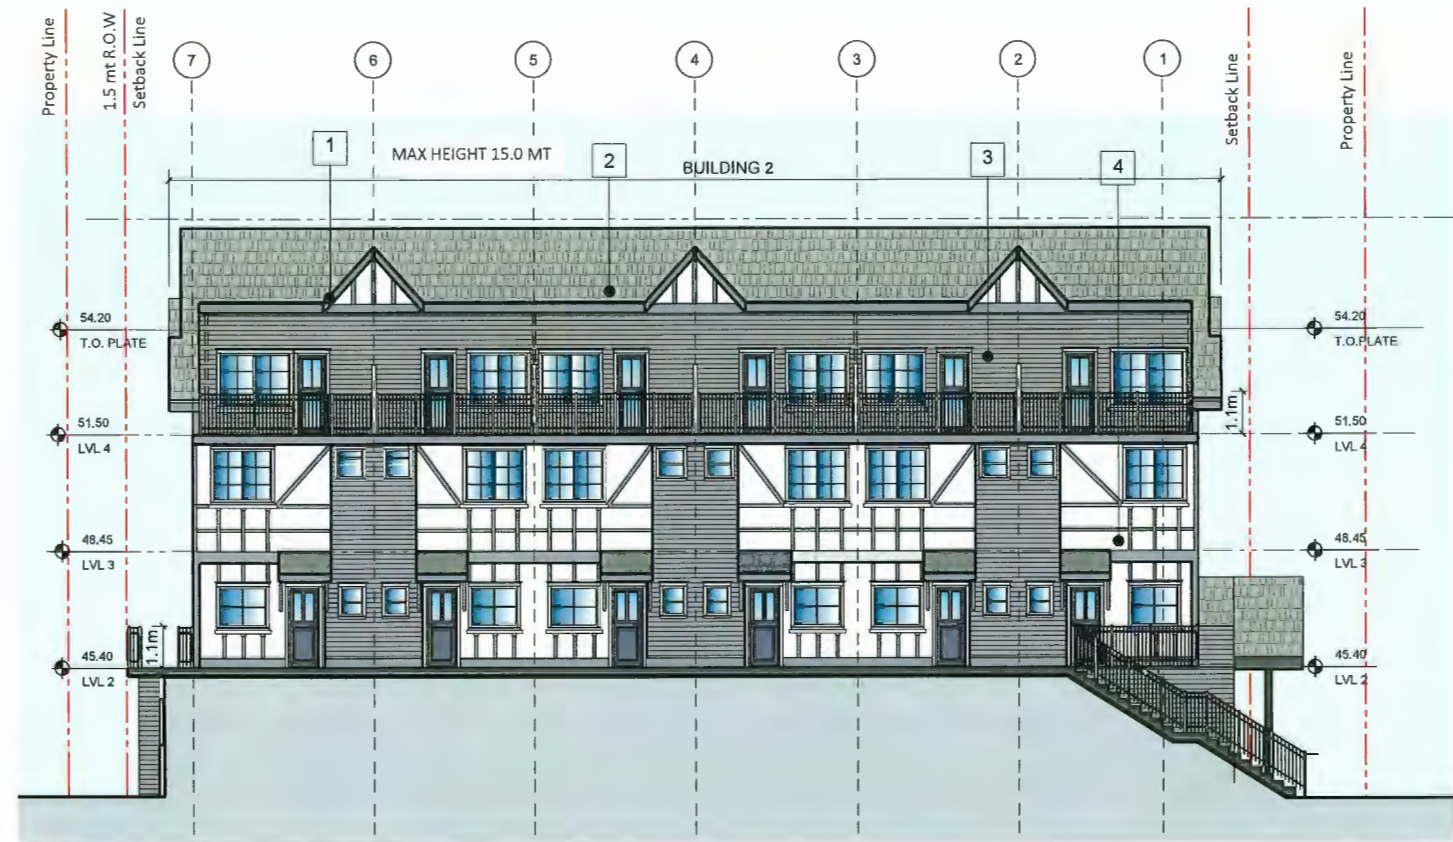 Property Line
1.5 mt R.O.W
Setback Line
7
6
5
4
3
2
1
Setback Line
Property Line
1
MAX HEIGHT 15.0 MT
2
BUILDING 2
3
4
54.20
T.O. PLATE
54.20
T.O.PLATE
51.50
LVL 4
1.1m
51.50
LVL 4
48.45
LVL 3
48.45
LVL 3
1.1m
45.40
LVL 2
45.40
LVL 2